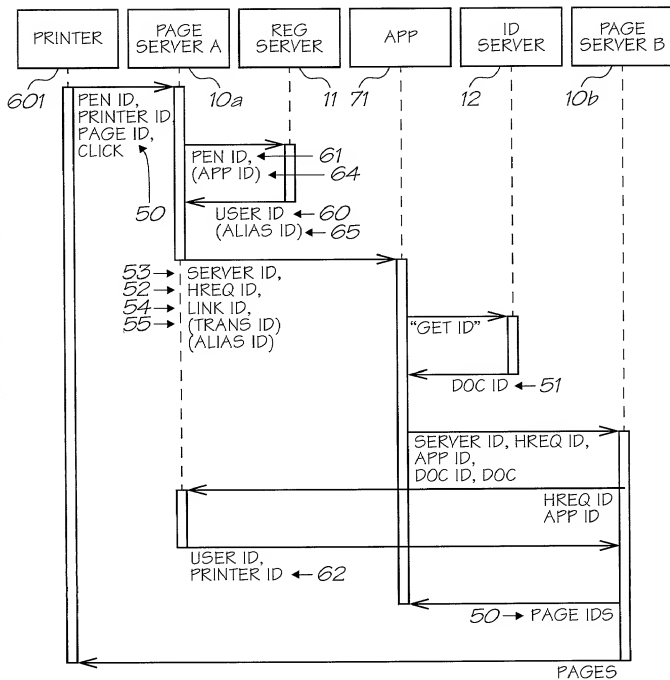 PRINTER
PAGE
SERVER A
REG
SERVER
APP
ID
SERVER
PAGE
SERVER B
601
10a
11
71
12
10b
PEN ID,
PRINTER ID,
PAGE ID,
CLICK
50
PEN ID, 61
(APP ID) 64
USER ID 60
(ALIAS ID) 65
53 SERVER ID,
52 HREQ ID,
54 LINK ID,
55 (TRANS ID)
(ALIAS ID)
"GET ID"
DOC ID 51
SERVER ID, HREQ ID,
APP ID,
DOC ID, DOC
HREQ ID
APP ID
USER ID,
PRINTER ID 62
50 PAGE IDS
PAGES